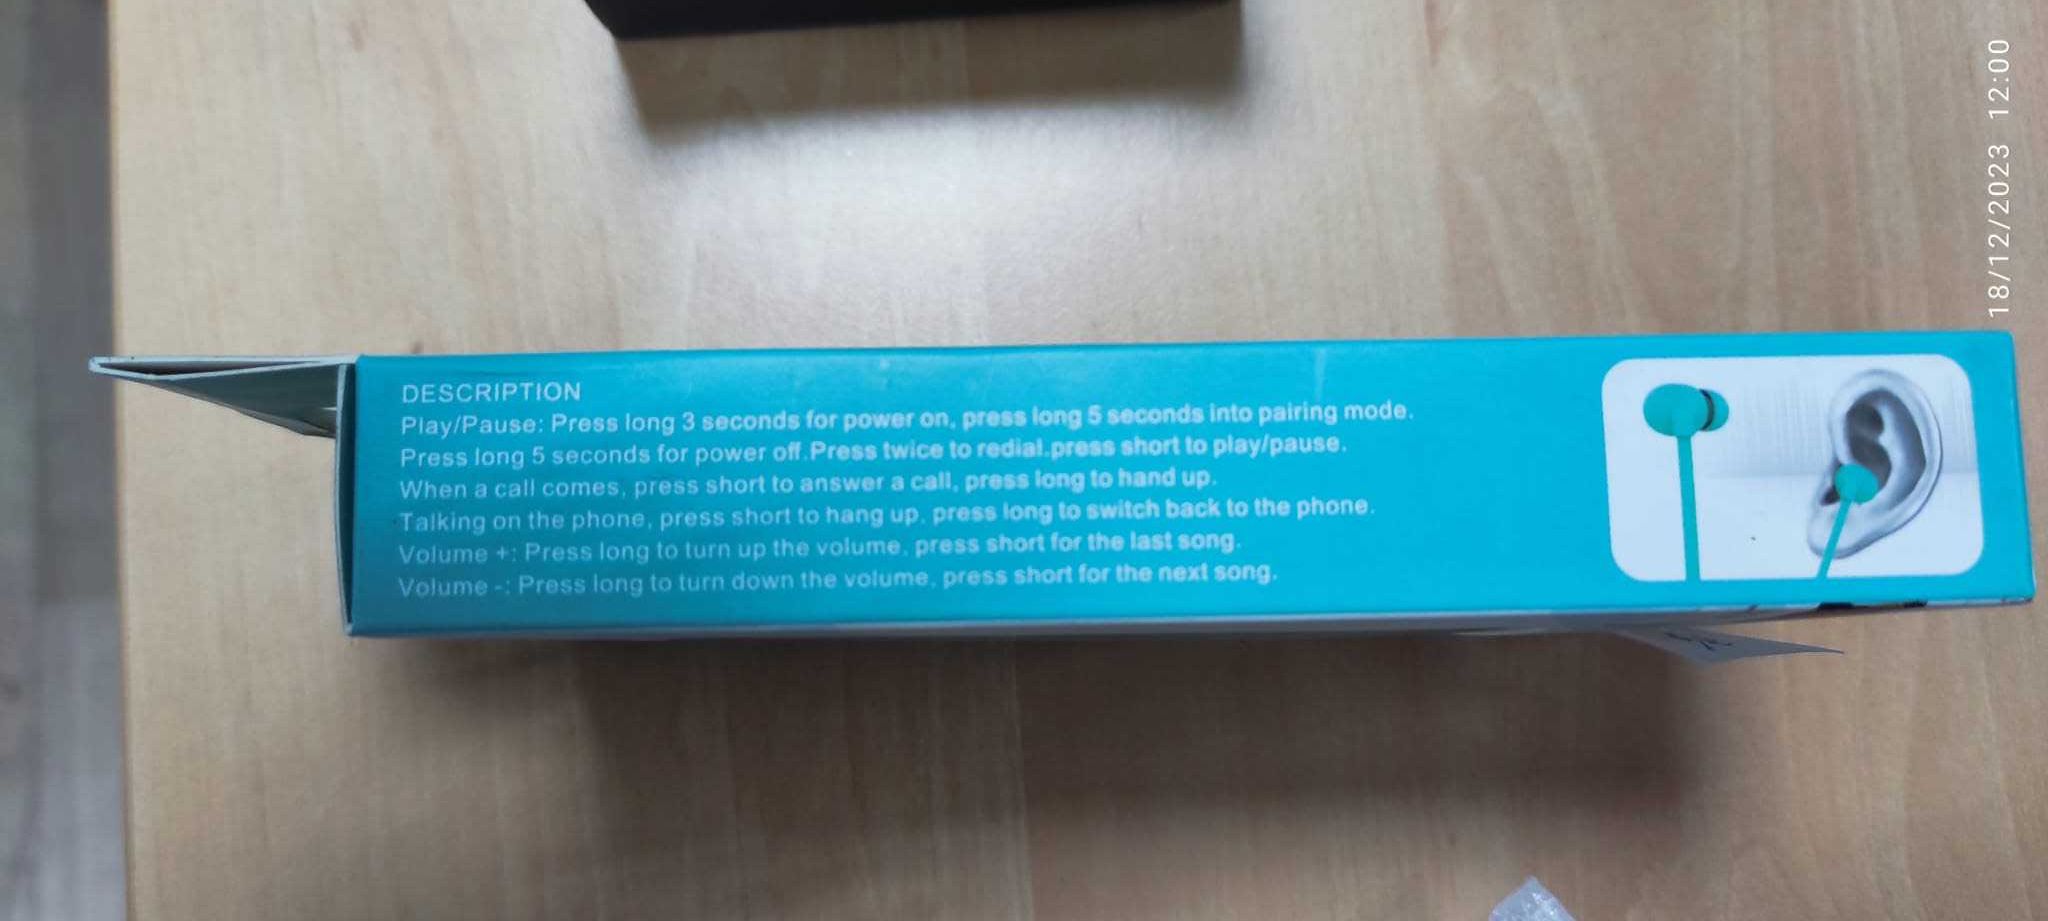 DESCRIPTION
Play/Pause: Press long 3 seconds for power on, press long 5 seconds into pairing mode.
Press long 5 seconds for power off.Press twice to redial.press short to play/pause.
When a call comes, press short to answer a call, press long to hand up.
Talking on the phone, press short to hang up, press long to switch back to the phone.
Volume +: Press long to turn up the volume, press short for the last song.
Volume -: Press long to turn down the volume, press short for the next song.
18/12/2023 12:00